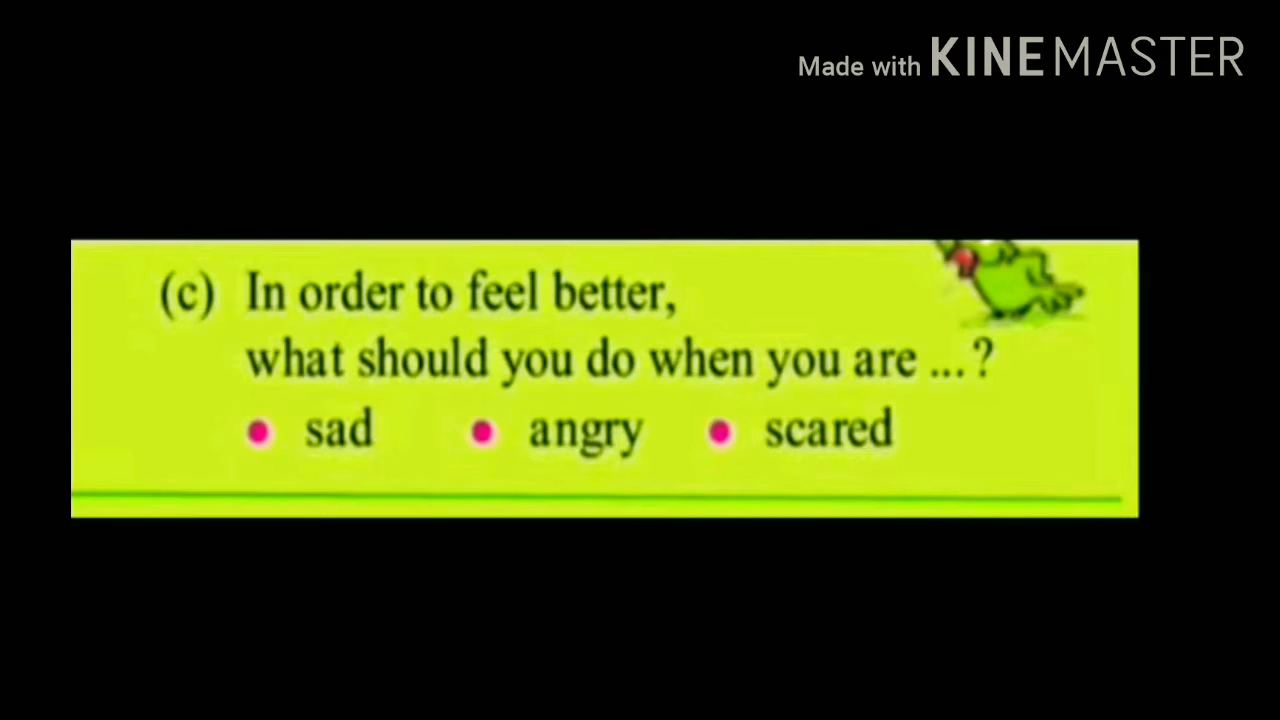 Made with KINEMASTER
(c) In order to feel better,
what should you do when you are ...?
• sad • angry • scared